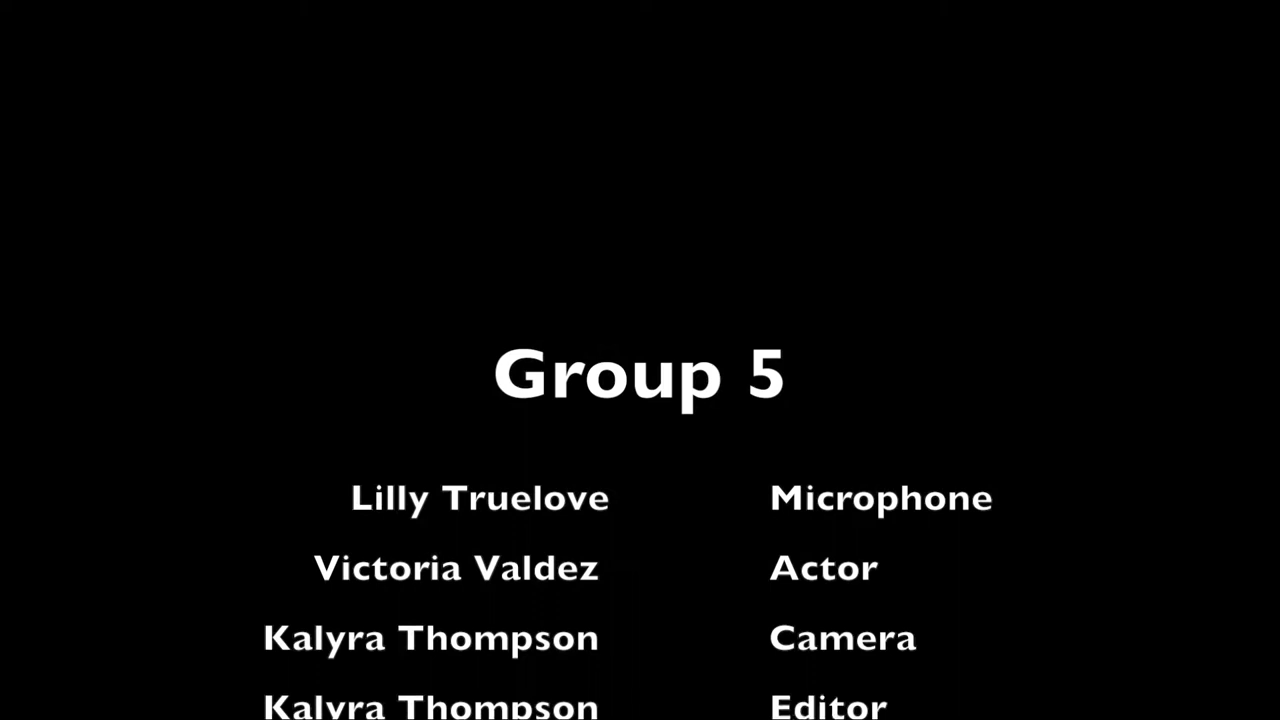 Group 5
Lilly Truelove Microphone
Victoria Valdez Actor
Kalyra Thompson Camera
Kalyra Thompson Editor